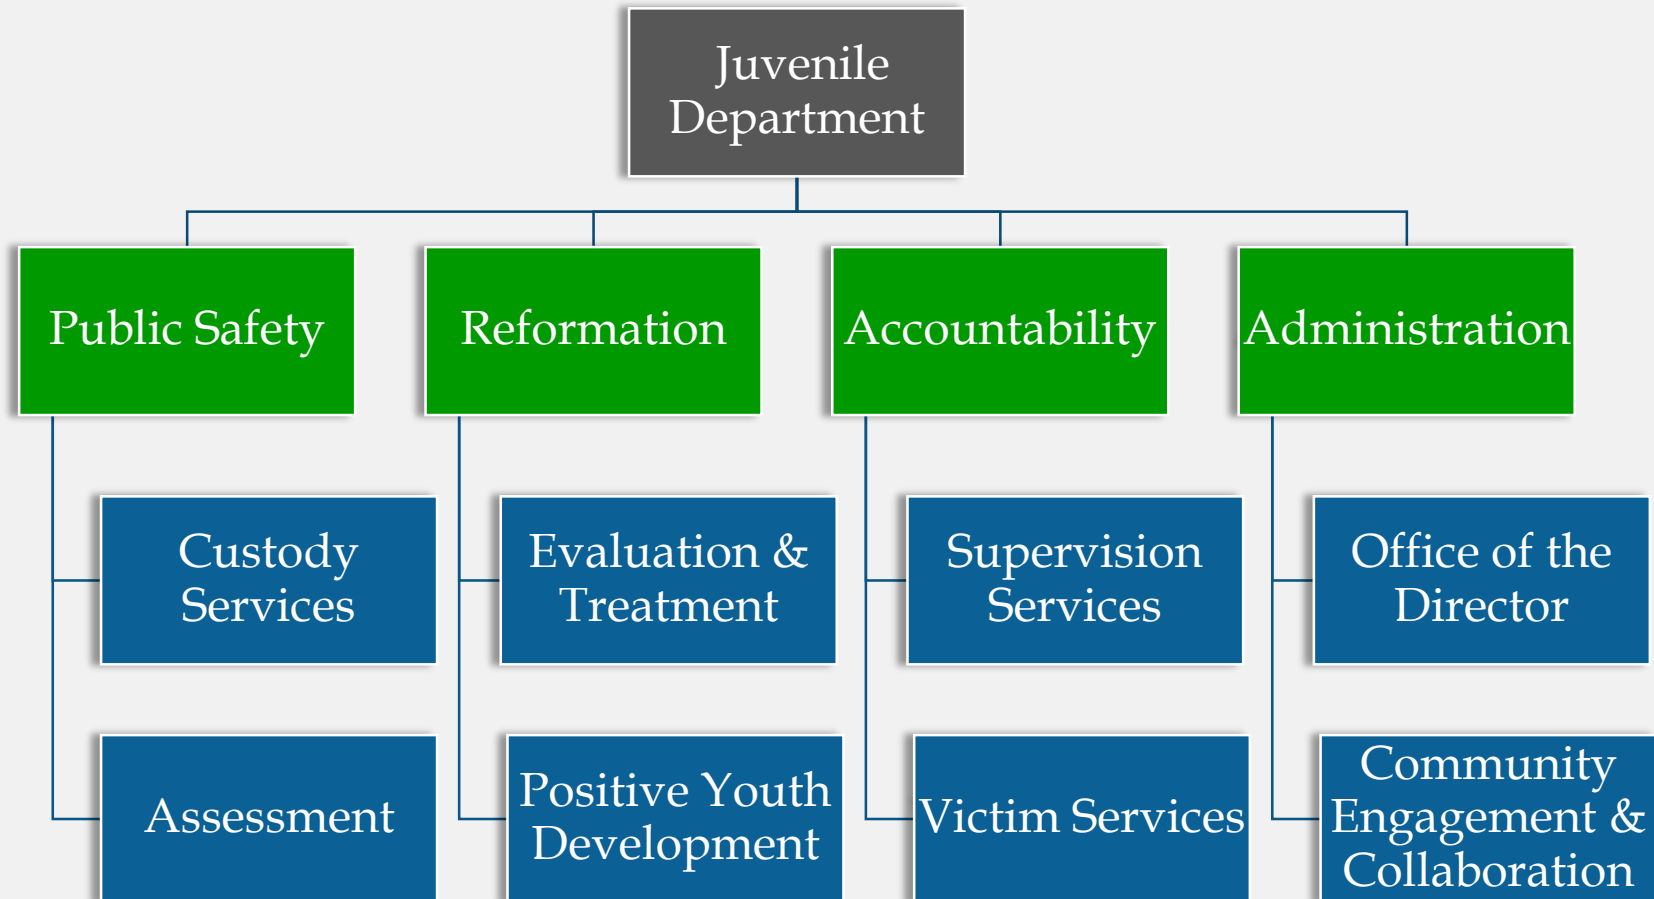 Juvenile
Department
Public Safety
Reformation
Accountability
Administration
Custody
Services
Evaluation &
Treatment
Supervision
Services
Office of the
Director
Assessment
Positive Youth
Development
Victim Services
Community
Engagement &
Collaboration